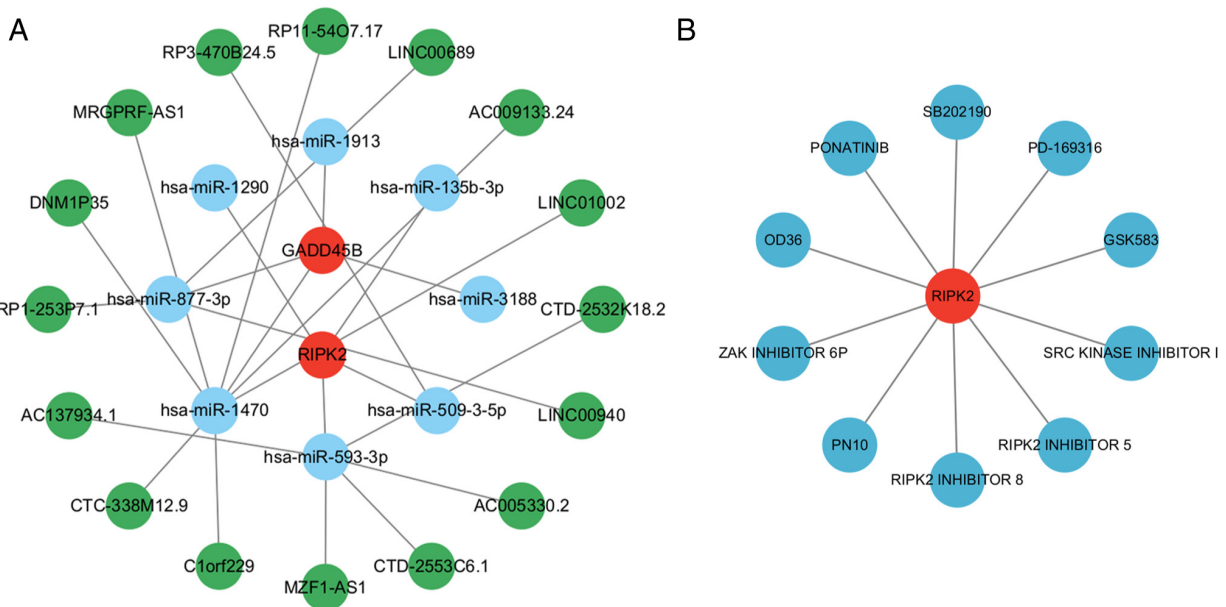 A
RP11-54O7.17
RP3-470B24.5
LINC00689
MRGPRF-AS1
AC009133.24
hsa-miR-1913
hsa-miR-1290
hsa-miR-135b-3p
DNM1P35
LINC01002
GADD45B
hsa-miR-877-3p
hsa-miR-3188
RP1-253P7.1
CTD-2532K18.2
RIPK2
AC137934.1
hsa-miR-1470
hsa-miR-509-3-5p
LINC00940
hsa-miR-593-3p
CTC-338M12.9
AC005330.2
C1orf229
CTD-2553C6.1
MZF1-AS1
B
SB202190
PONATINIB
PD-169316
OD36
GSK583
RIPK2
ZAK INHIBITOR 6P
SRC KINASE INHIBITOR I
PN10
RIPK2 INHIBITOR 5
RIPK2 INHIBITOR 8